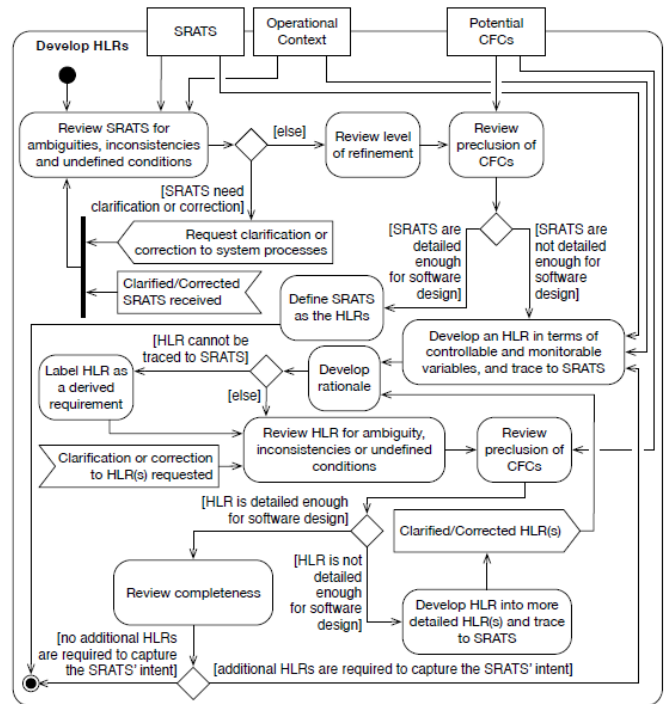 Develop HLRs
SRATS
Operational
Context
Potential
CFCs
Review SRATS for
ambiguities, inconsistencies
and undefined conditions
[else]
Review level
of refinement
Review
preclusion of
CFCs
[SRATS need
clarification or correction]
Request clarification or
correction to system processes
Clarified/Corrected
SRATS received
[SRATS are
detailed
enough
for software
design]
[SRATS are
not detailed
enough for
software
design]
Define SRATS
as the HLRs
Develop an HLR in terms of
controllable and monitorable
variables, and trace to SRATS
[HLR cannot be
traced to SRATS]
Develop
rationale
Label HLR as
a derived
requirement
[else]
Review HLR for ambiguity,
inconsistencies or undefined
conditions
Review
preclusion of
CFCs
Clarification or correction
to HLR(s) requested
[HLR is detailed enough
for software design]
Clarified/Corrected HLR(s)
[HLR is not
detailed
enough
for software
design]
Review completeness
Develop HLR into more
detailed HLR(s) and trace
to SRATS
[no additional HLRs
are required to capture
the SRATS' intent]
[additional HLRs are required to capture the SRATS' intent]